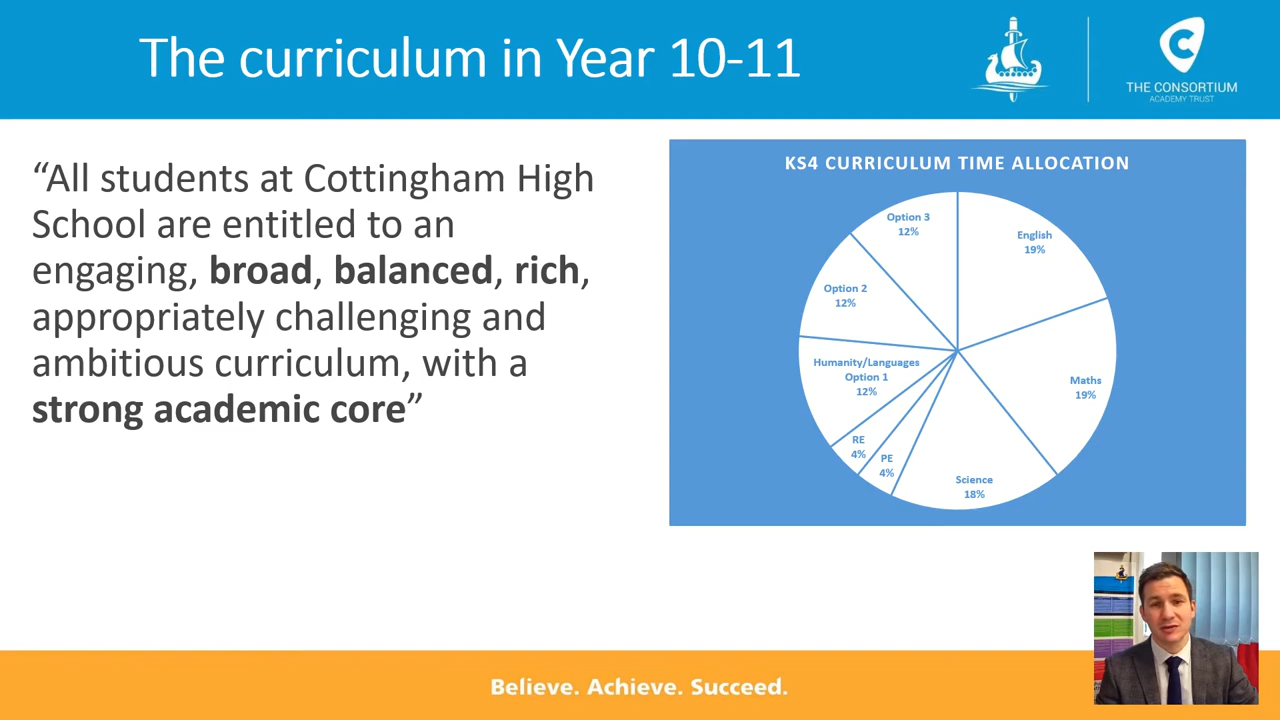 The curriculum in Year 10-11
THE CONSORTIUM
ACADEMY TRUST
“All students at Cottingham High
School are entitled to an
engaging, broad, balanced, rich,
appropriately challenging and
ambitious curriculum, with a
strong academic core”
KS4 CURRICULUM TIME ALLOCATION
Option 3
12%
English
19%
Option 2
12%
Humanity/Languages
Option 1
12%
Maths
19%
RE
4%
PE
4%
Science
18%
Believe. Achieve. Succeed.